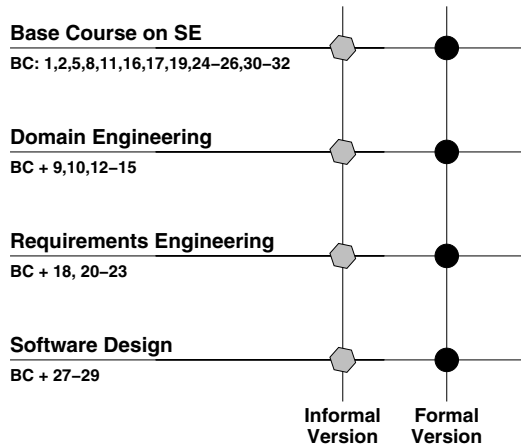 Base Course on SE
BC: 1,2,5,8,11,16,17,19,24−26,30−32
Domain Engineering
BC + 9,10,12−15
Requirements Engineering
BC + 18, 20−23
Software Design
BC + 27−29
Informal Version
Formal Version